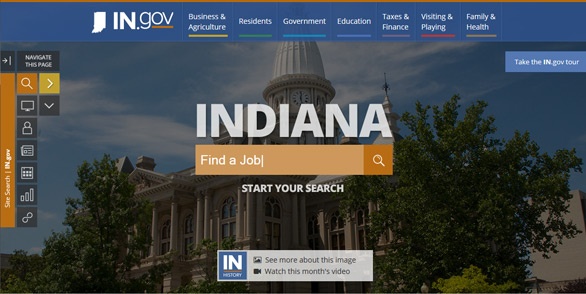 IN.gov
Business &
Agriculture
Residents
Government
Education
Taxes &
Finance
Visiting &
Playing
Family &
Health
NAVIGATE
THIS PAGE
Take the IN.gov tour
Site Search | IN.gov
INDIANA
Find a Job|
START YOUR SEARCH
IN
HISTORY
See more about this image
Watch this month's video